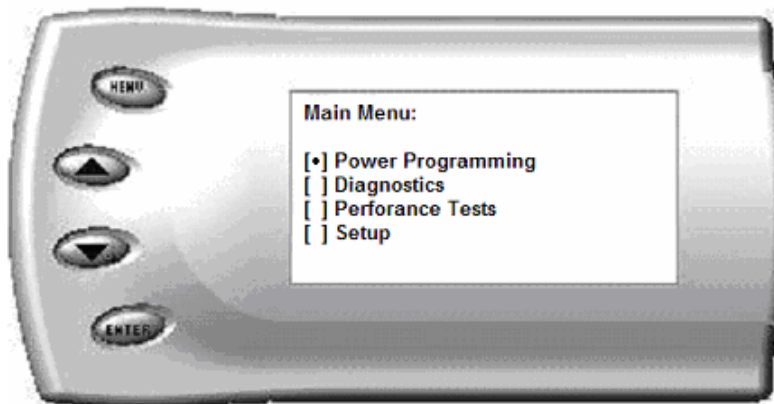 MENU
Main Menu:
[•] Power Programming
[ ] Diagnostics
[ ] Perforance Tests
[ ] Setup
ENTER